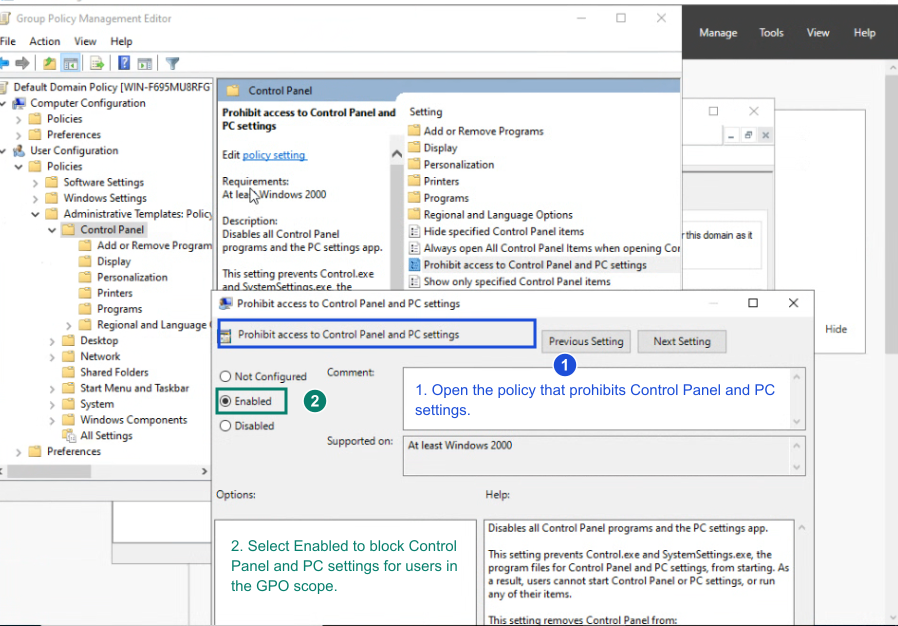 Group Policy Management Editor
File Action View Help
Manage Tools View Help
Default Domain Policy [WIN-F695MU8RFG
Computer Configuration
Policies
Preferences
User Configuration
Policies
Software Settings
Windows Settings
Administrative Templates: Policy
Control Panel
Add or Remove Program
Display
Personalization
Printers
Programs
Regional and Language
Desktop
Network
Shared Folders
Start Menu and Taskbar
System
Windows Components
All Settings
Preferences
Control Panel
Prohibit access to Control Panel and
PC settings
Edit policy setting
Requirements:
At least Windows 2000
Description:
Disables all Control Panel
programs and the PC settings app.
This setting prevents Control.exe
and SystemSettings.exe, the
Setting
Add or Remove Programs
Display
Personalization
Printers
Programs
Regional and Language Options
Hide specified Control Panel items
Always open All Control Panel Items when opening Cor
Prohibit access to Control Panel and PC settings
Show only specified Control Panel items
r this domain as it
Hide
Prohibit access to Control Panel and PC settings
Prohibit access to Control Panel and PC settings
Previous Setting Next Setting
1
Not Configured
Enabled
Disabled
2
Comment:
1. Open the policy that prohibits Control Panel and PC
settings.
Supported on:
At least Windows 2000
Options:
Help:
2. Select Enabled to block Control
Panel and PC settings for users in
the GPO scope.
Disables all Control Panel programs and the PC settings app.
This setting prevents Control.exe and SystemSettings.exe, the
program files for Control Panel and PC settings, from starting. As
a result, users cannot start Control Panel or PC settings, or run
any of their items.
This setting removes Control Panel from: